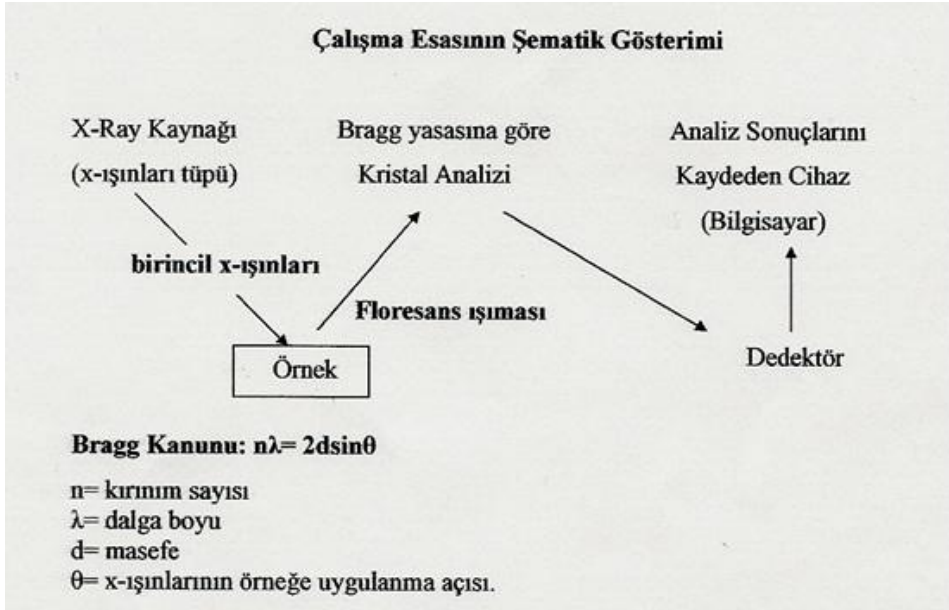 Çalışma Esasının Şematik Gösterimi
X-Ray Kaynağı
(x-ışınları tüpü)
Bragg yasasına göre
Kristal Analizi
Analiz Sonuçlarını
Kaydeden Cihaz
(Bilgisayar)
birincil x-ışınları
Floresans ışıması
Örnek
Dedektör
Bragg Kanunu: nλ= 2dsinθ
n= kırınım sayısı
λ= dalga boyu
d= masefe
θ= x-ışınlarının örneğe uygulanma açısı.